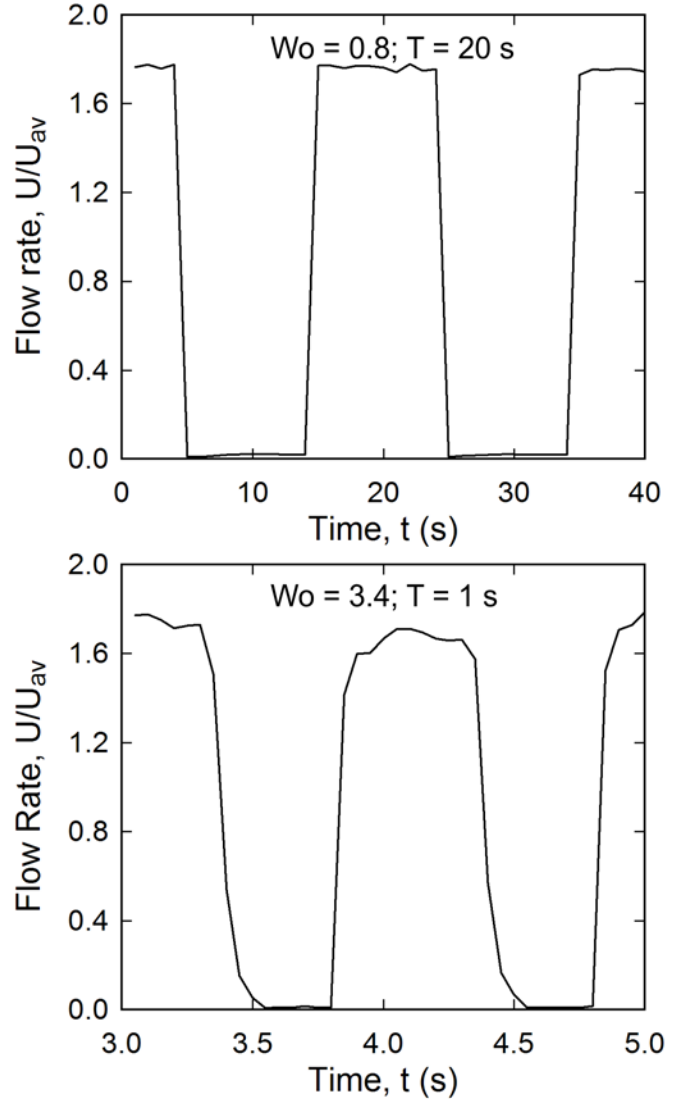 Wo = 0.8; T = 20 s
2.0
1.6
1.2
0.8
0.4
0.0
Flow rate, U/U_av
0 10 20 30 40
Time, t (s)
Wo = 3.4; T = 1 s
2.0
1.6
1.2
0.8
0.4
0.0
Flow Rate, U/U_av
3.0 3.5 4.0 4.5 5.0
Time, t (s)